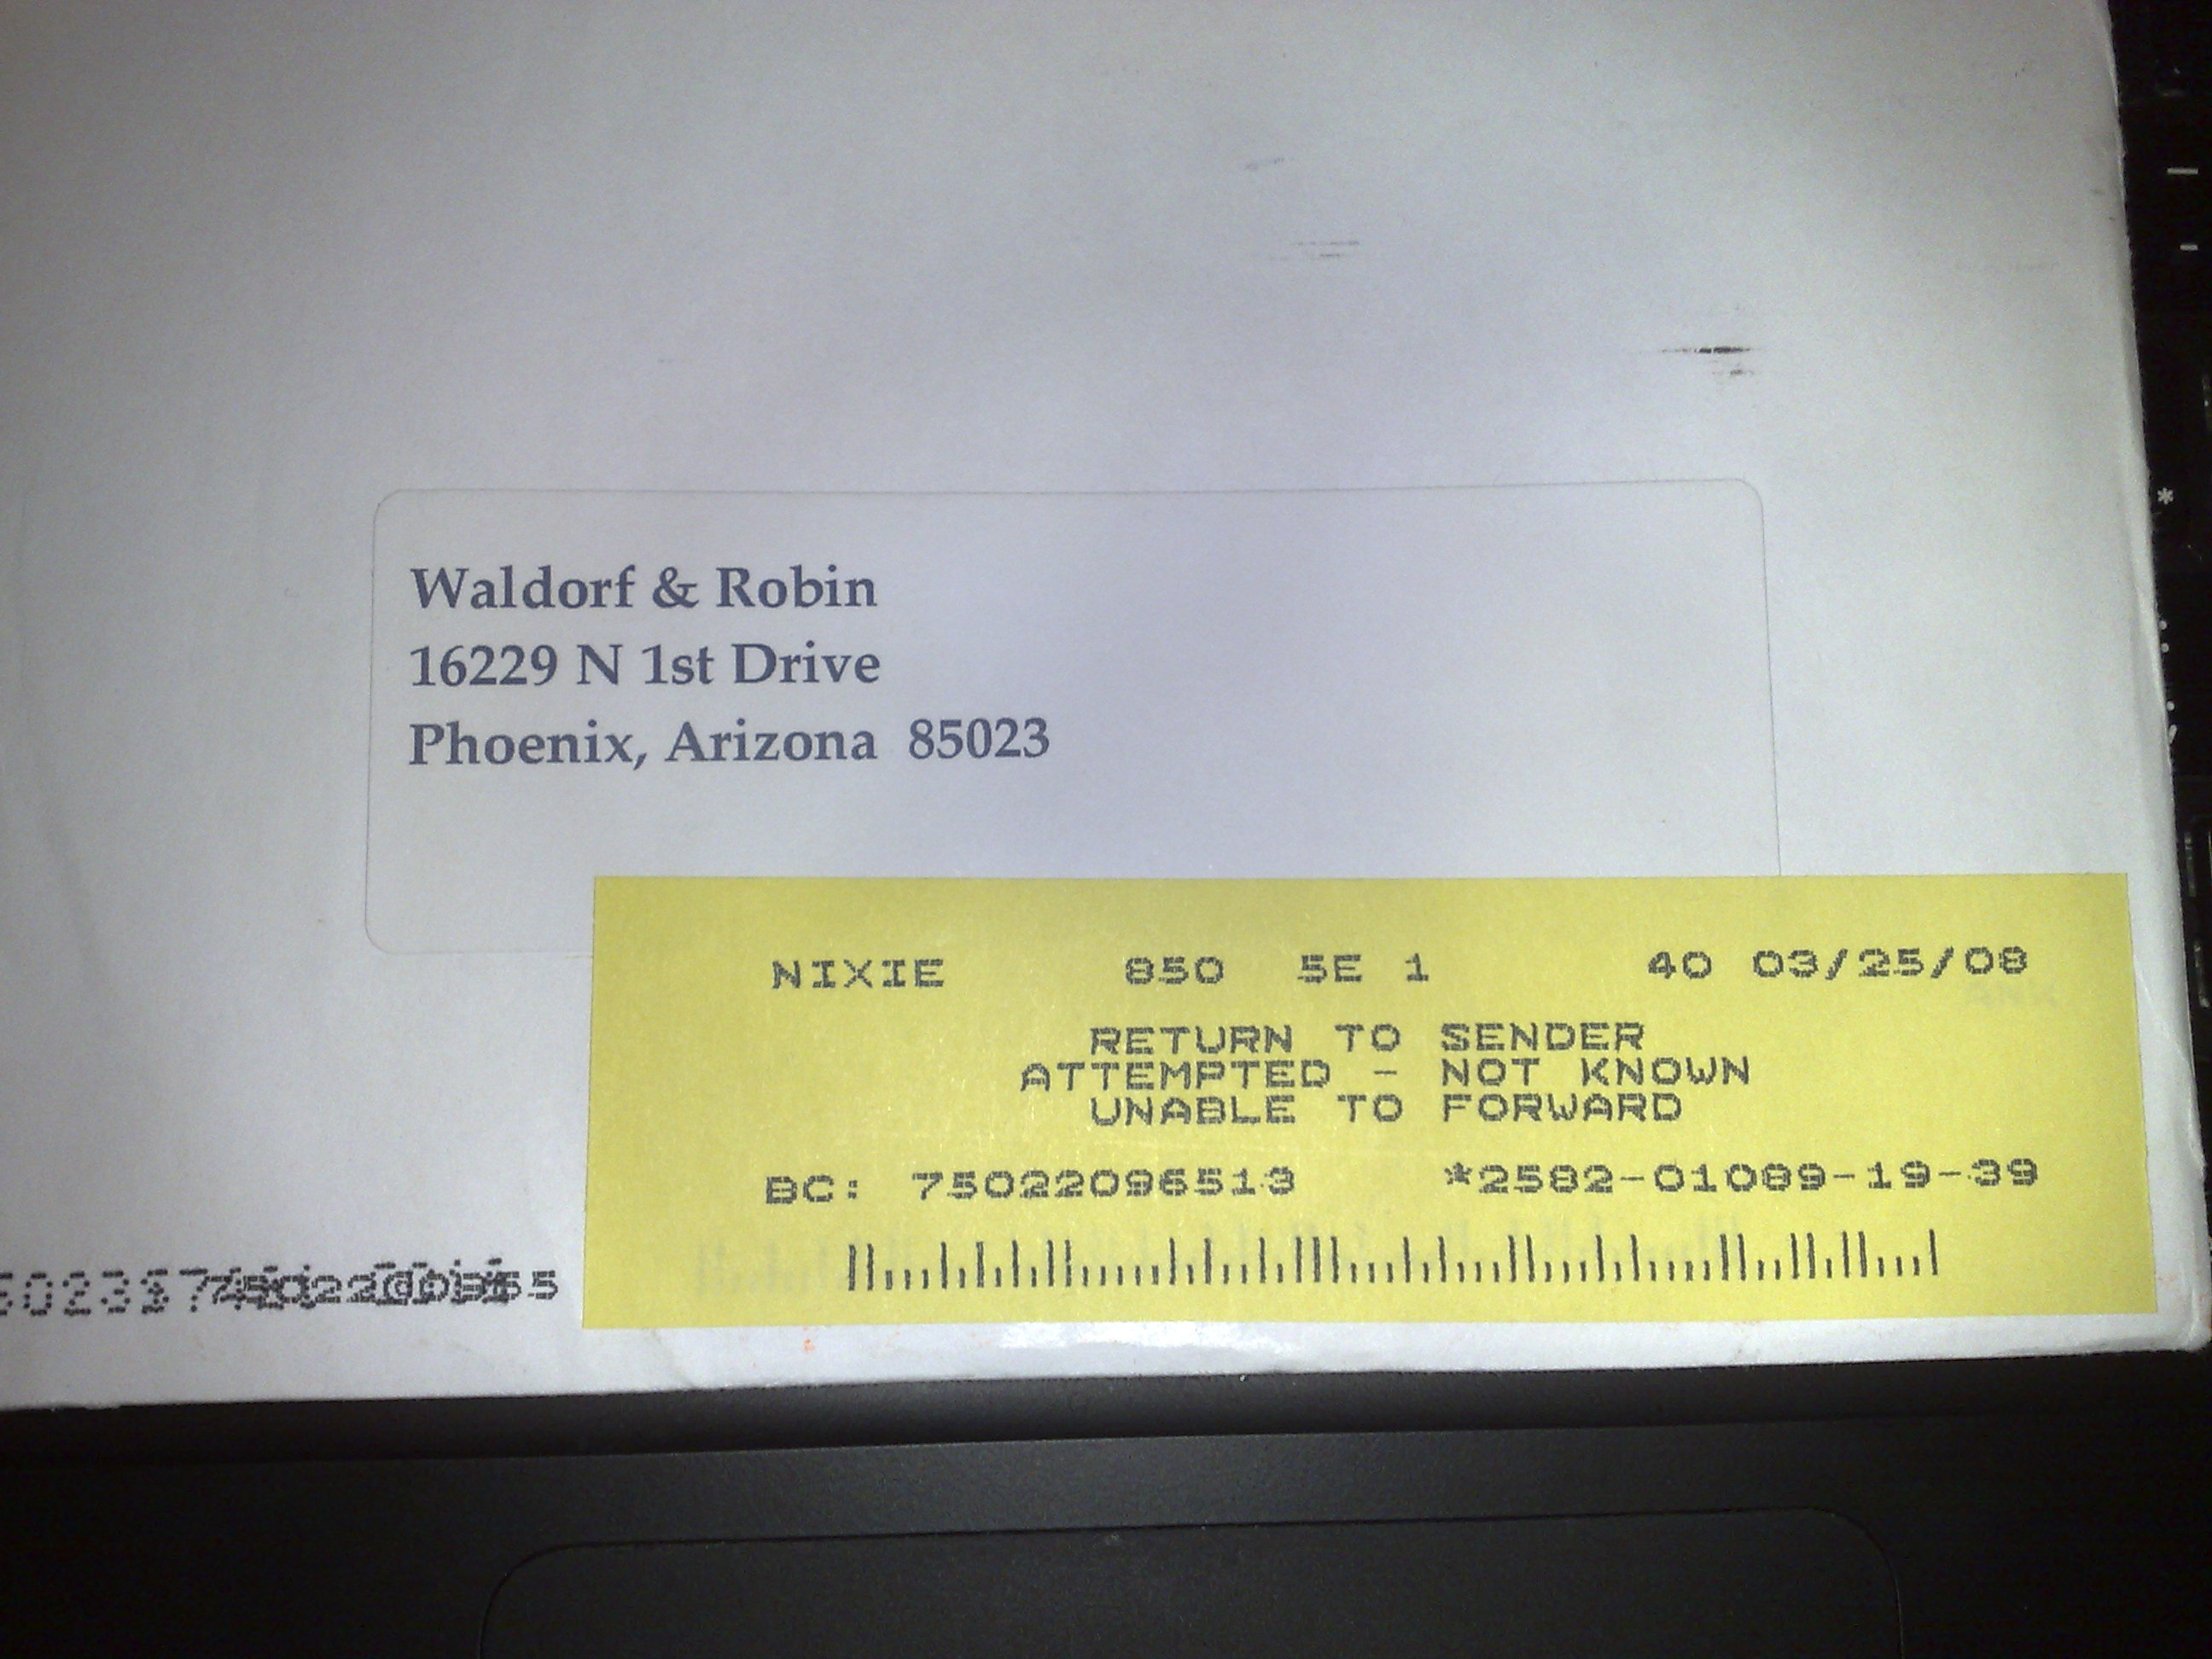 Waldorf & Robin
16229 N 1st Drive
Phoenix, Arizona 85023
NIXIE 850 5E 1 40 03/25/08
RETURN TO SENDER
ATTEMPTED - NOT KNOWN
UNABLE TO FORWARD
BC: 75022096513 *2582-01089-19-39